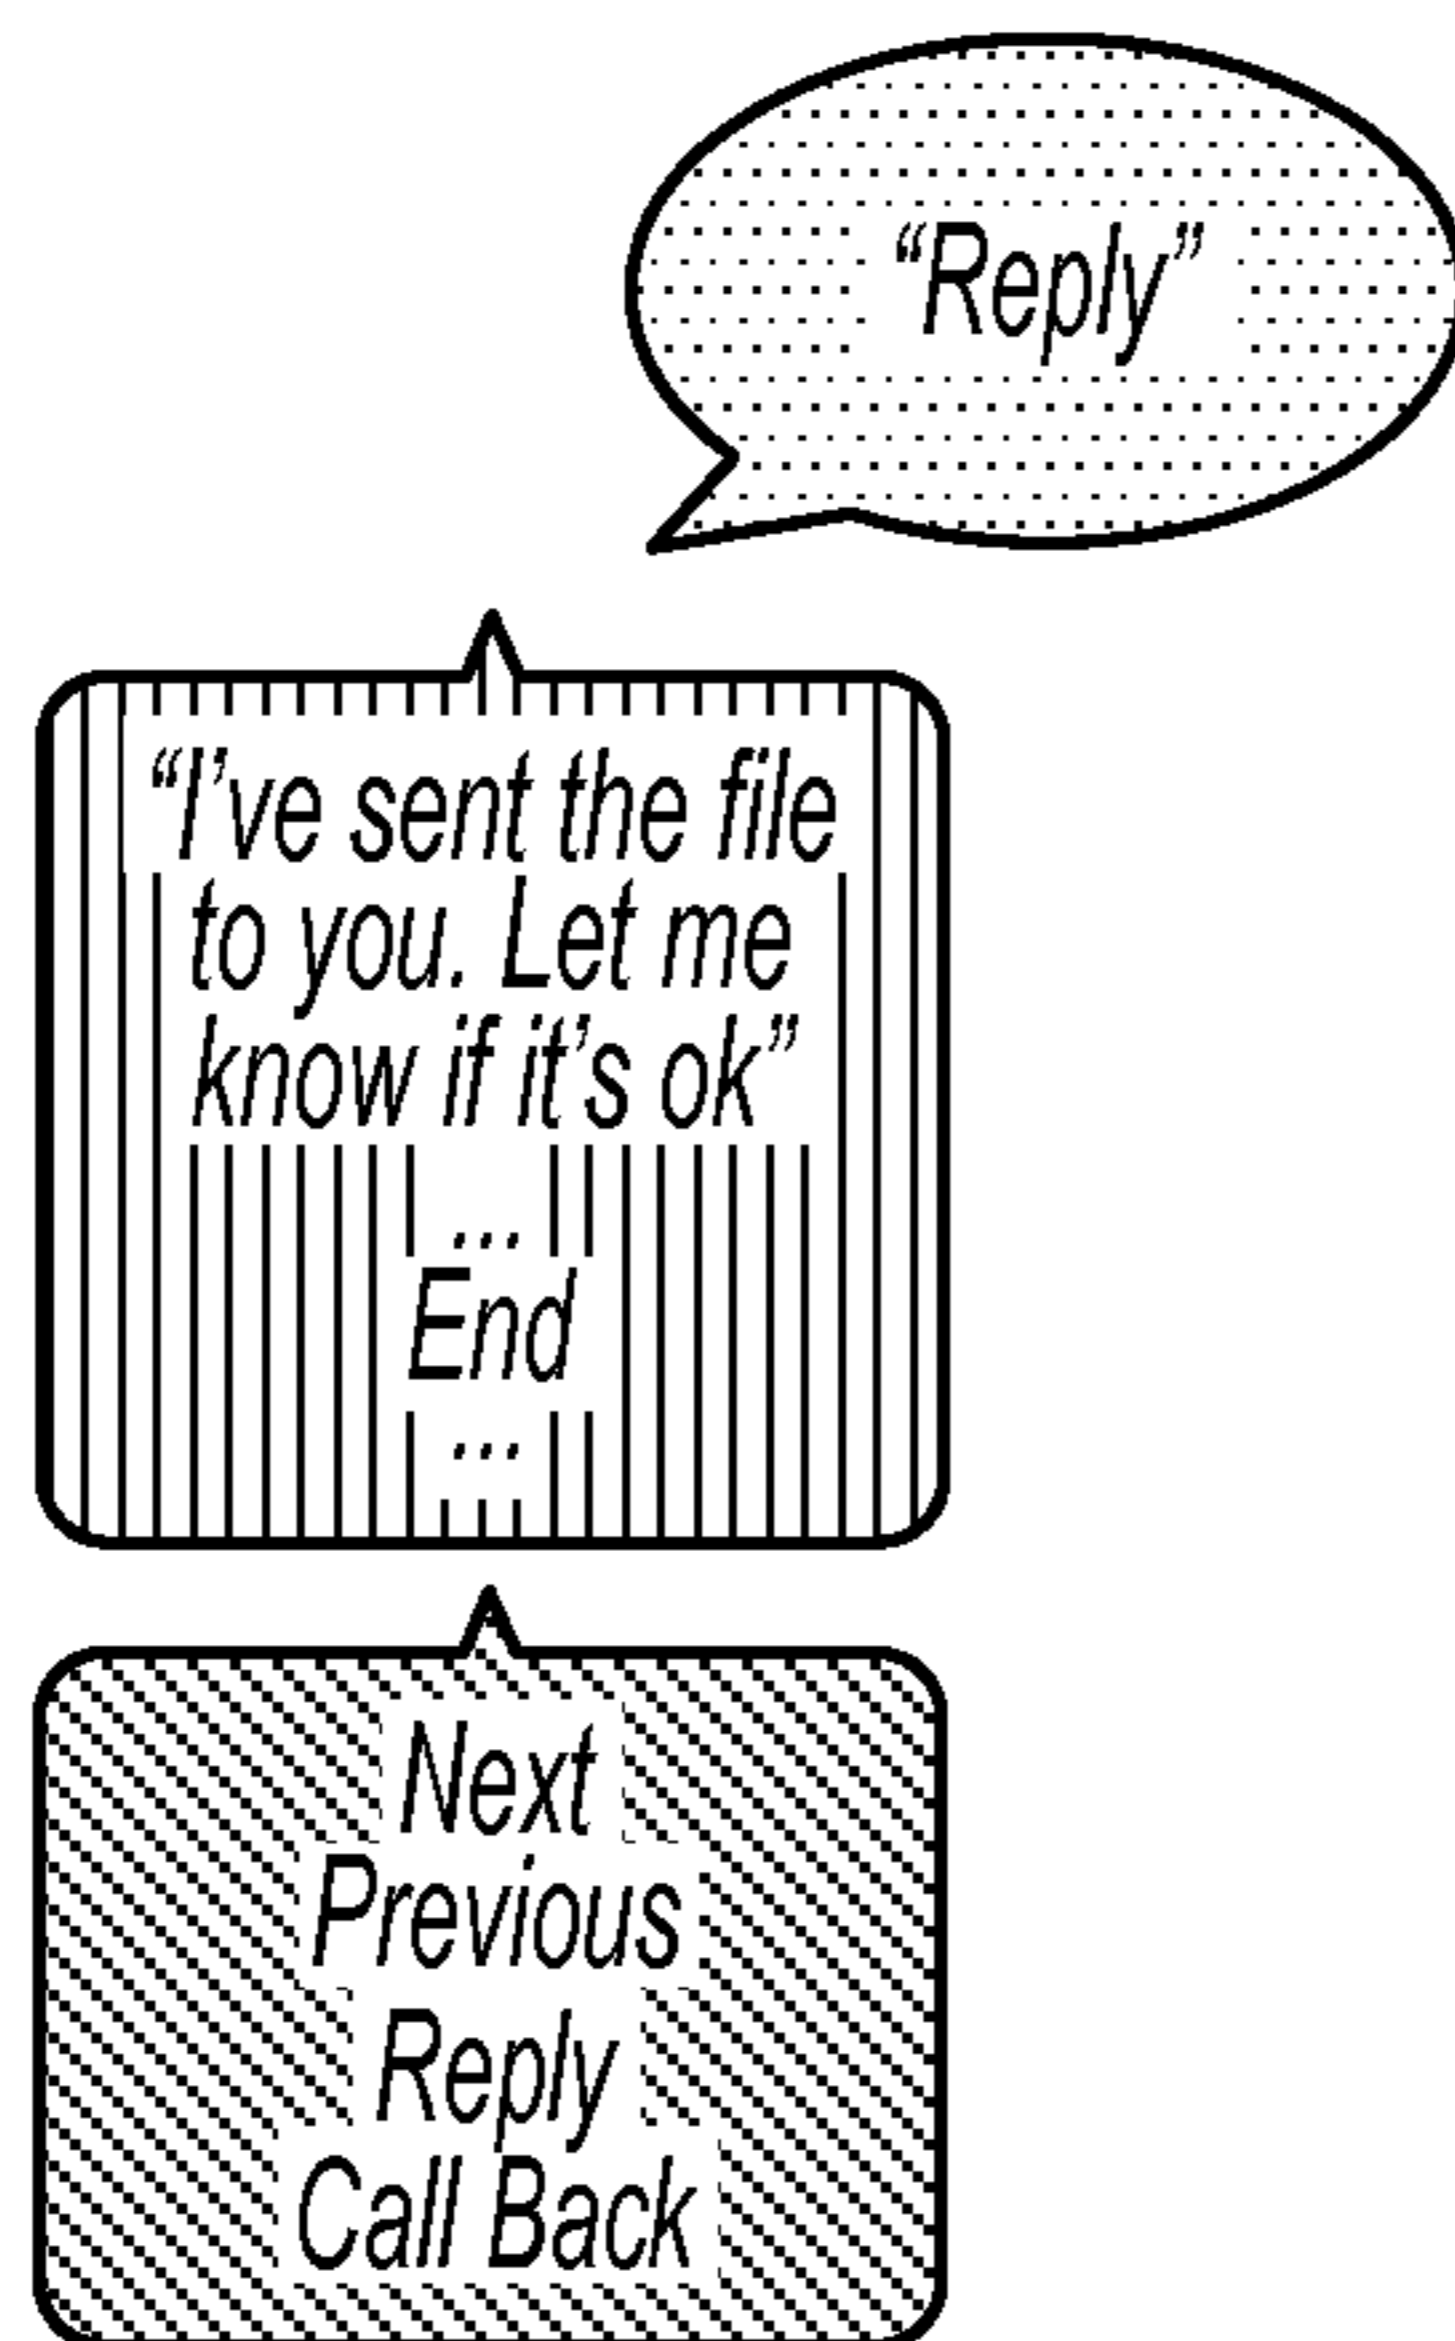 “Reply”
“I’ve sent the file
to you. Let me
know if it’s ok”
...
End
...
Next
Previous
Reply
Call Back